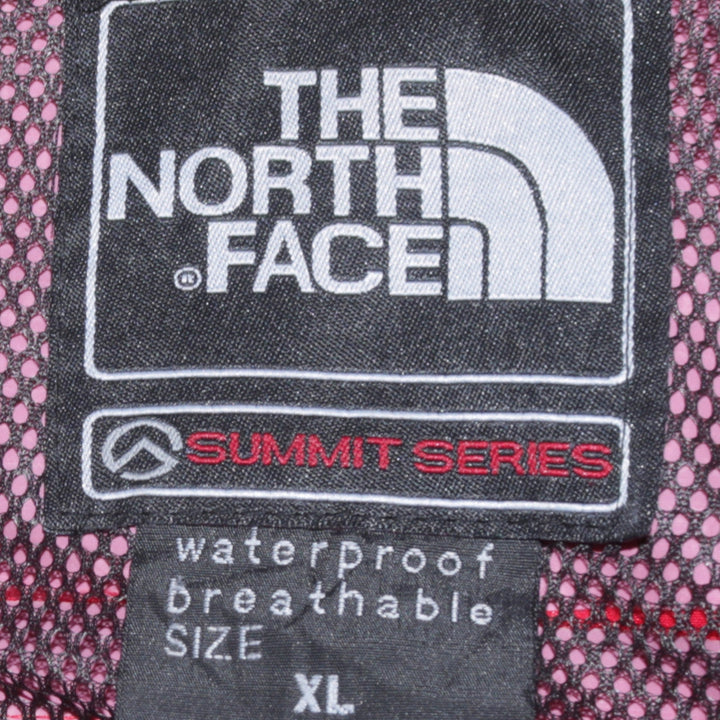 THE
NORTH
®FACE
SUMMIT SERIES
waterproof
breathable
SIZE
XL